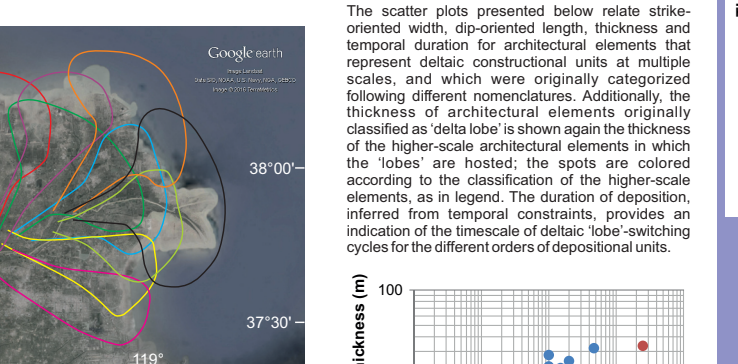 Google earth
Image Landsat
Data SIO, NOAA, U.S. Navy, NGA, GEBCO
Image © 2016 TerraMetrics
38°00'
37°30'
119°
The scatter plots presented below relate strike-
oriented width, dip-oriented length, thickness and
temporal duration for architectural elements that
represent deltaic constructional units at multiple
scales, and which were originally categorized
following different nomenclatures. Additionally, the
thickness of architectural elements originally
classified as 'delta lobe' is shown again the thickness
of the higher-scale architectural elements in which
the 'lobes' are hosted; the spots are colored
according to the classification of the higher-scale
elements, as in legend. The duration of deposition,
inferred from temporal constraints, provides an
indication of the timescale of deltaic 'lobe'-switching
cycles for the different orders of depositional units.
100